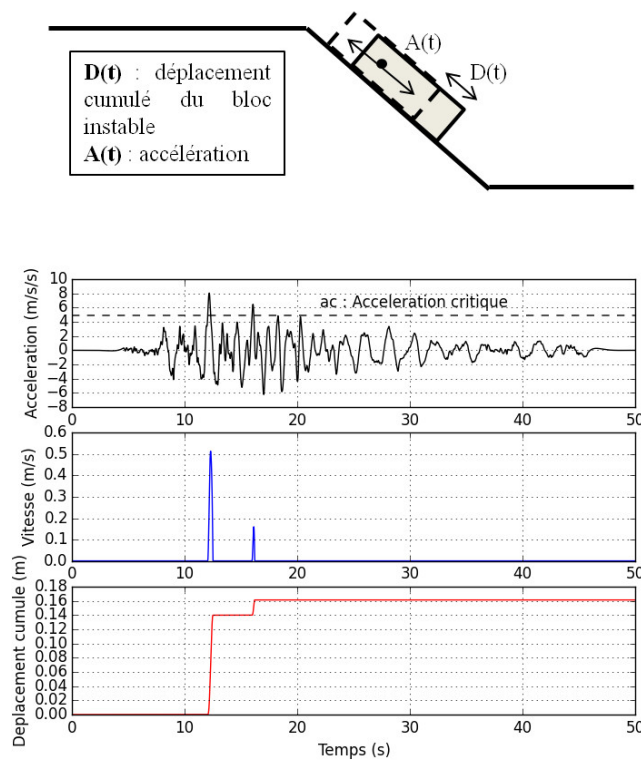 A(t)
D(t)
D(t) : déplacement
cumulé du bloc
instable
A(t) : accélération
10
8
6
4
2
0
−2
−4
−6
−8
Acceleration (m/s/s)
ac : Acceleration critique
0 10 20 30 40 50
0.6
0.5
0.4
0.3
0.2
0.1
0.0
Vitesse (m/s)
0 10 20 30 40 50
0.18
0.16
0.14
0.12
0.10
0.08
0.06
0.04
0.02
0.00
Deplacement cumule (m)
0 10 20 30 40 50
Temps (s)